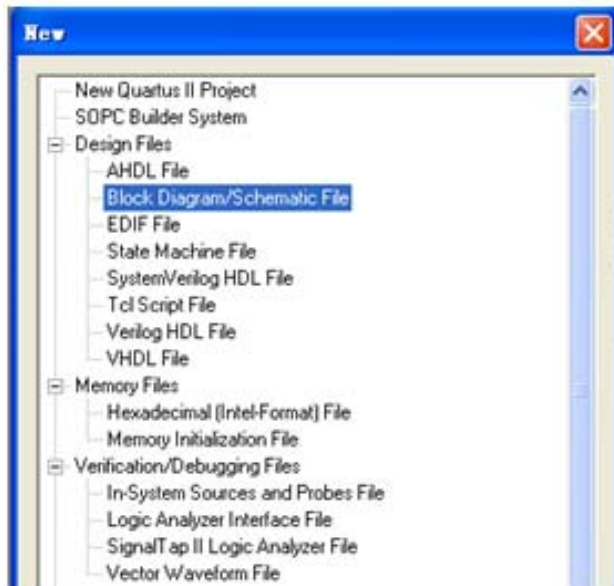 New
New Quartus II Project
SOPC Builder System
Design Files
AHDL File
Block Diagram/Schematic File
EDIF File
State Machine File
SystemVerilog HDL File
Tcl Script File
Verilog HDL File
VHDL File
Memory Files
Hexadecimal (Intel-Format) File
Memory Initialization File
Verification/Debugging Files
In-System Sources and Probes File
Logic Analyzer Interface File
SignalTap II Logic Analyzer File
Vector Waveform File